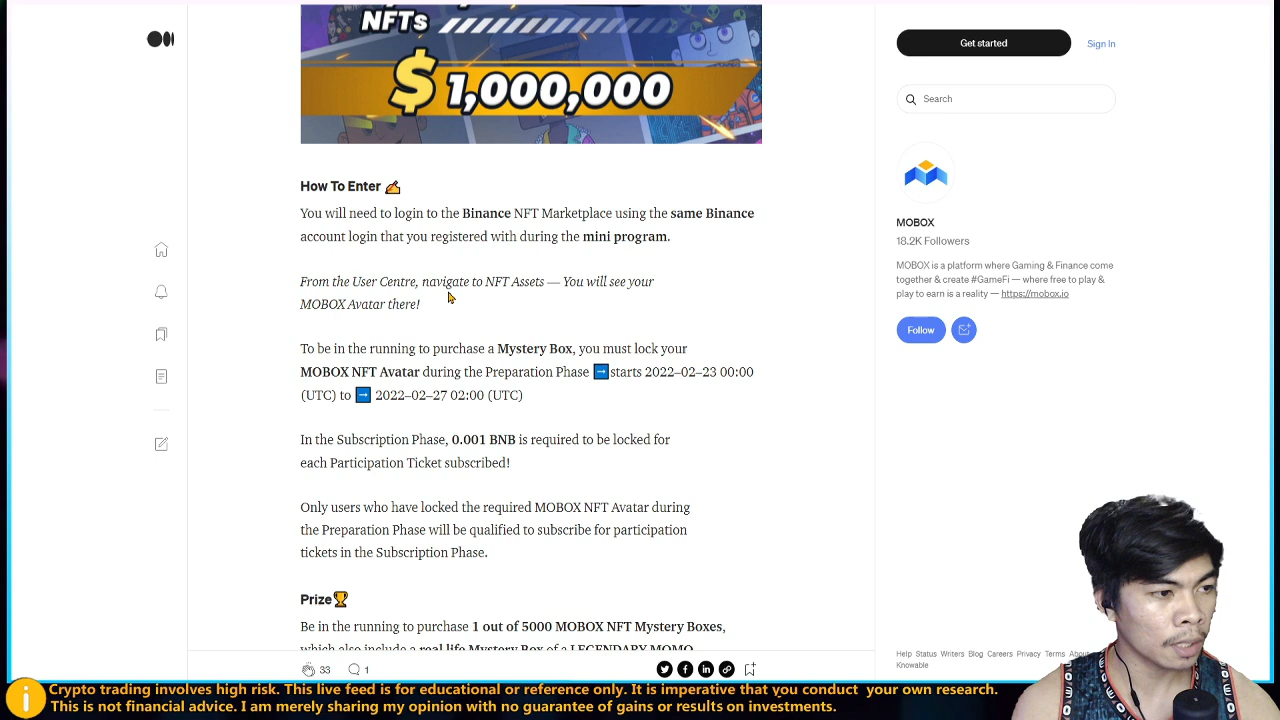 NFTs
$ 1,000,000
How To Enter
You will need to login to the Binance NFT Marketplace using the same Binance
account login that you registered with during the mini program.
From the User Centre, navigate to NFT Assets — You will see your
MOBOX Avatar there!
To be in the running to purchase a Mystery Box, you must lock your
MOBOX NFT Avatar during the Preparation Phase ➡starts 2022–02–23 00:00
(UTC) to ➡ 2022–02–27 02:00 (UTC)
In the Subscription Phase, 0.001 BNB is required to be locked for
each Participation Ticket subscribed!
Only users who have locked the required MOBOX NFT Avatar during
the Preparation Phase will be qualified to subscribe for participation
tickets in the Subscription Phase.
Prize
Be in the running to purchase 1 out of 5000 MOBOX NFT Mystery Boxes,
which also include a real life Mystery Box of a LEGENDARY MOMO
33
1
Get started
Sign In
Search
MOBOX
18.2K Followers
MOBOX is a platform where Gaming & Finance come
together & create #GameFi — where free to play &
play to earn is a reality — https://mobox.io
Follow
Help Status Writers Blog Careers Privacy Terms About
Knowable
Crypto trading involves high risk. This live feed is for educational or reference only. It is imperative that you conduct your own research.
This is not financial advice. I am merely sharing my opinion with no guarantee of gains or results on investments.